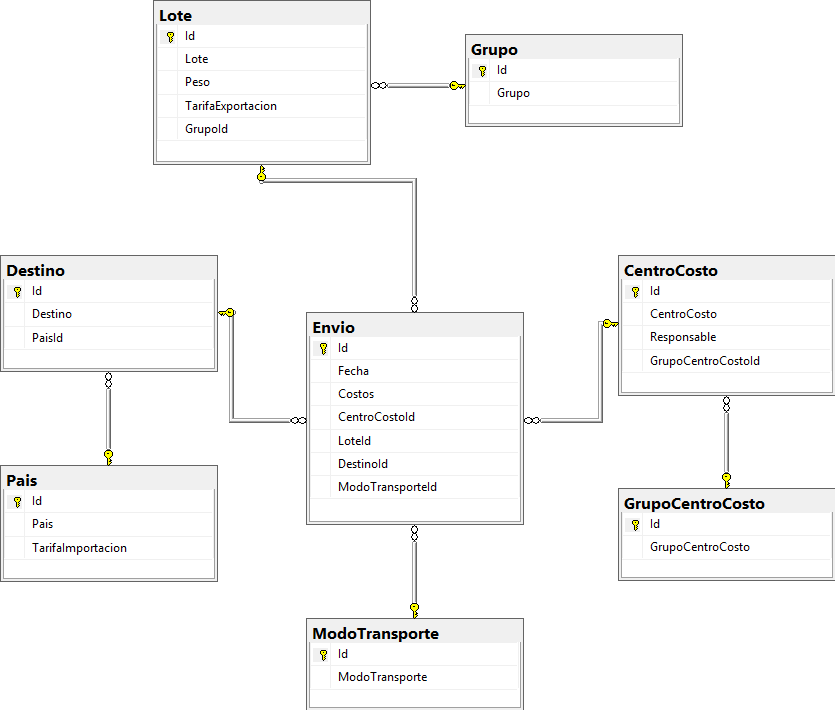 Lote
Id
Lote
Peso
TarifaExportacion
GrupoId
Grupo
Id
Grupo
Destino
Id
Destino
PaisId
CentroCosto
Id
CentroCosto
Responsable
GrupoCentroCostoId
Envio
Id
Fecha
Costos
CentroCostoId
LoteId
DestinoId
ModoTransporteId
Pais
Id
Pais
TarifaImportacion
GrupoCentroCosto
Id
GrupoCentroCosto
ModoTransporte
Id
ModoTransporte